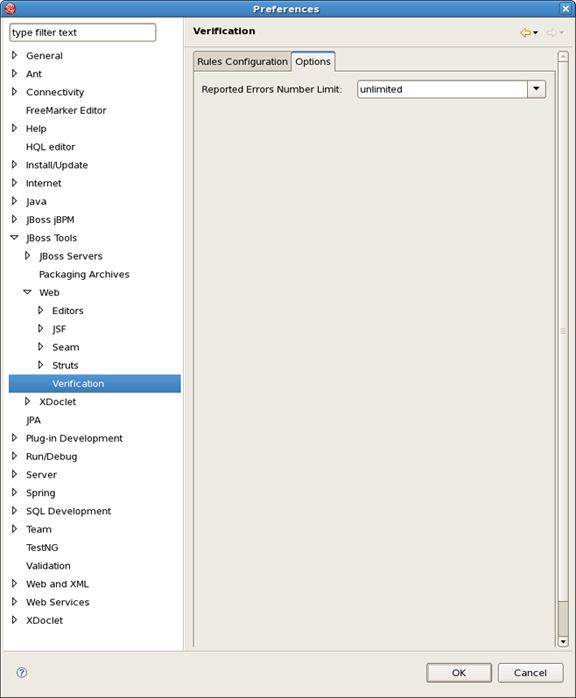 Preferences
type filter text
General
Ant
Connectivity
FreeMarker Editor
Help
HQL editor
Install/Update
Internet
Java
JBoss jBPM
JBoss Tools
JBoss Servers
Packaging Archives
Web
Editors
JSF
Seam
Struts
Verification
XDoclet
JPA
Plug-in Development
Run/Debug
Server
Spring
SQL Development
Team
TestNG
Validation
Web and XML
Web Services
XDoclet
Verification
Rules Configuration Options
Reported Errors Number Limit: unlimited
? OK Cancel